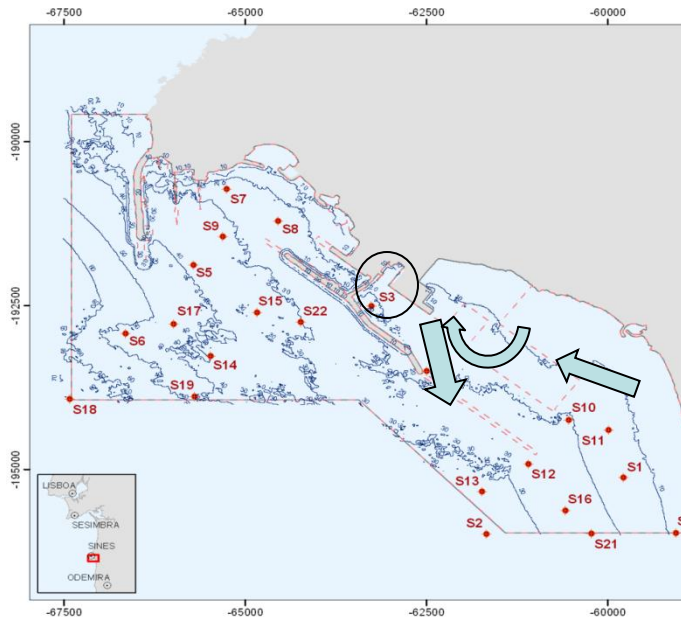 -67500 -65000 -62500 -60000
-190000
S7
S8
S9
S5
-192500
S3
S15
S17
S22
S6
S14
S19
S18
S10
S11
-195000
S12
S1
S13
S16
S2
S21
S
LISBOA
SESIMBRA
SINES
ODEMIRA
-67500 -65000 -62500 -60000